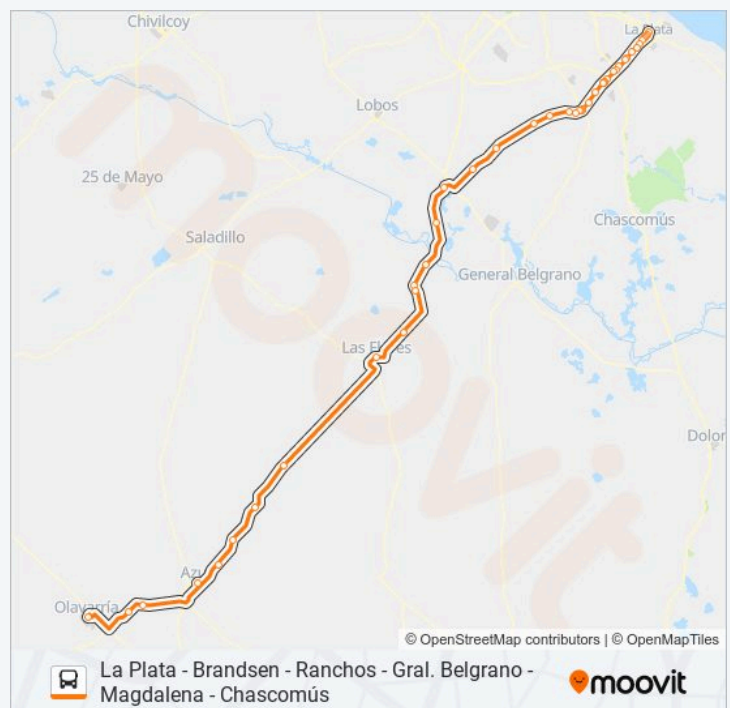 Chivilcoy
La Plata
Lobos
25 de Mayo
Chascomús
Saladillo
General Belgrano
Las Flores
Dolor
Azul
Olavarría
moovit
© OpenStreetMap contributors | © OpenMapTiles
La Plata - Brandsen - Ranchos - Gral. Belgrano -
Magdalena - Chascomús
moovit